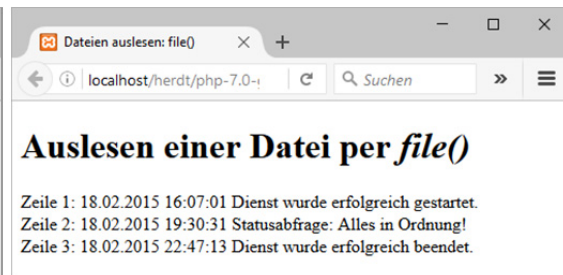 Dateien auslesen: file()
localhost/herdt/php-7.0-
Suchen
Auslesen einer Datei per file()
Zeile 1: 18.02.2015 16:07:01 Dienst wurde erfolgreich gestartet.
Zeile 2: 18.02.2015 19:30:31 Statusabfrage: Alles in Ordnung!
Zeile 3: 18.02.2015 22:47:13 Dienst wurde erfolgreich beendet.